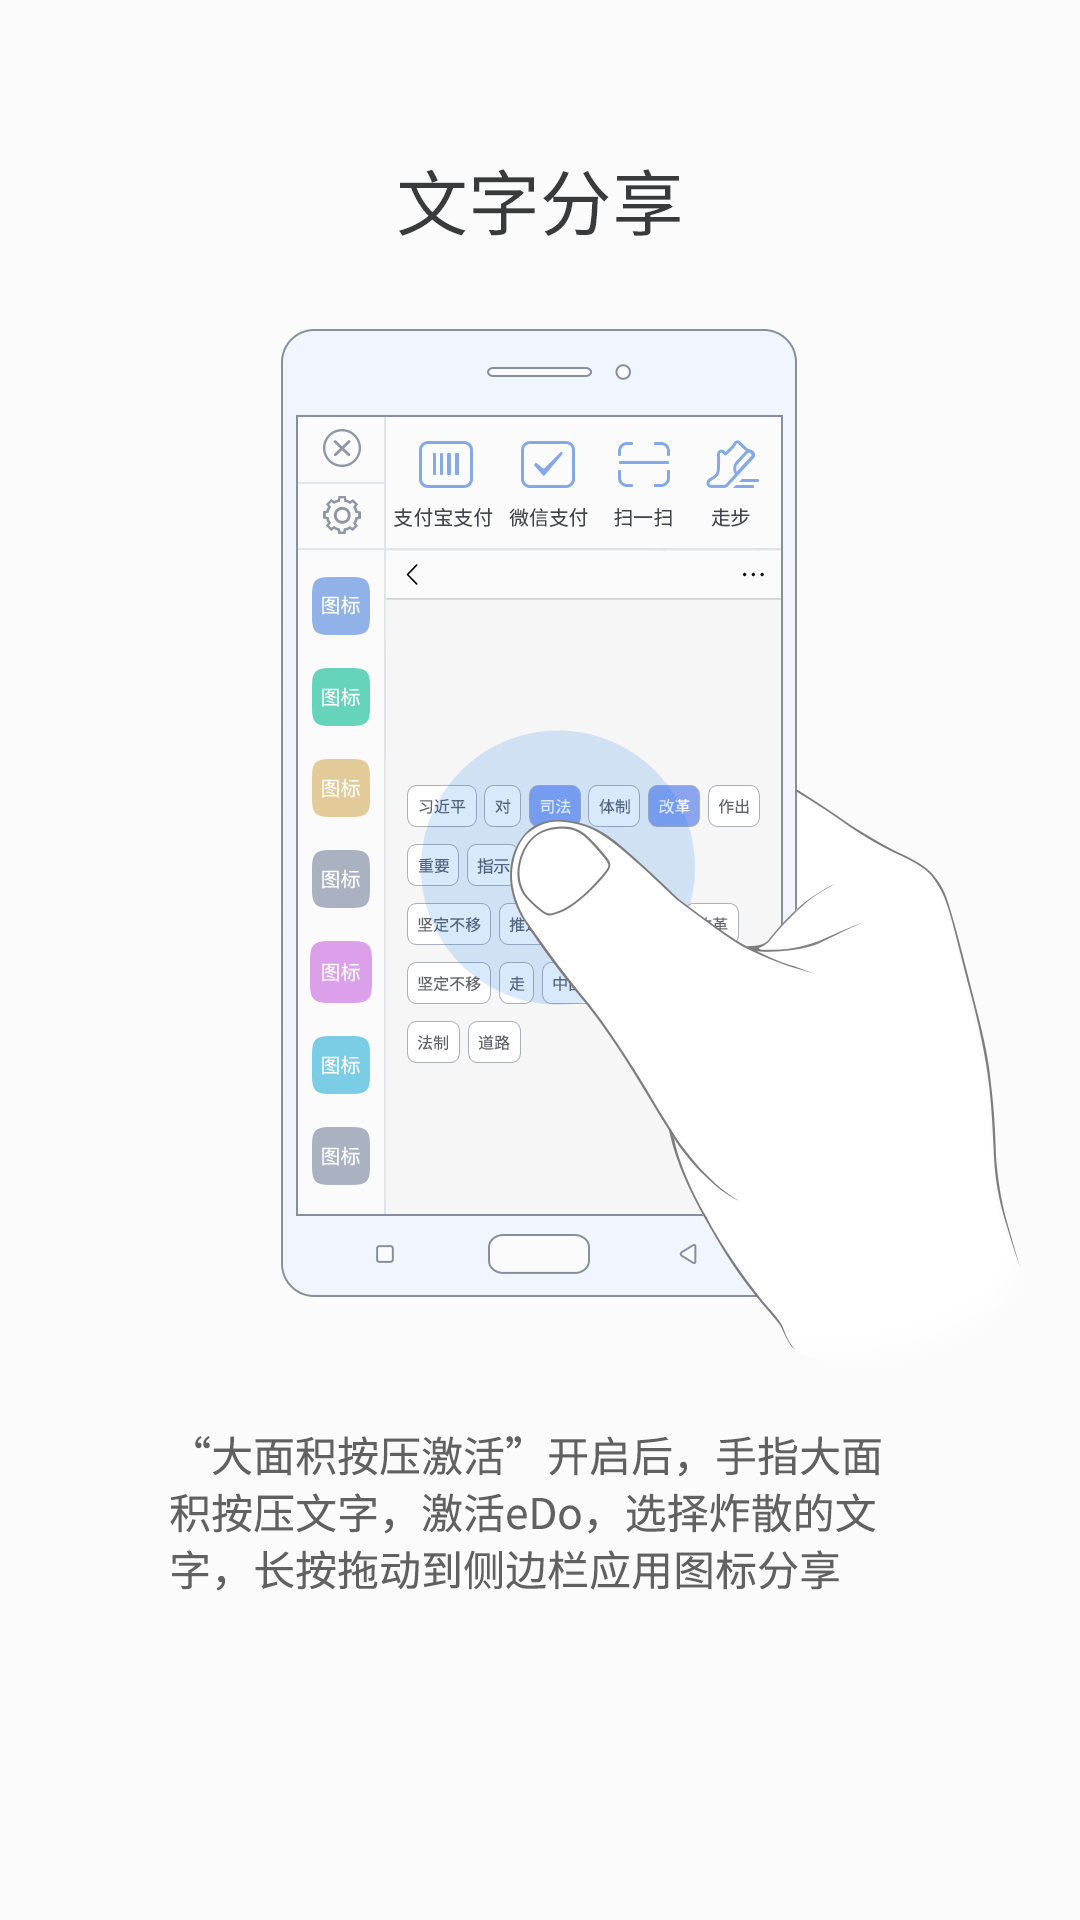 文字分享
支付宝支付 微信支付 扫一扫 走步
图标
图标
图标
图标
图标
图标
图标
习近平 对 司法 体制 改革 作出
重要 指示
坚定不移 革
坚定不移 走
法制 道路
“大面积按压激活”开启后，手指大面
积按压文字，激活eDo，选择炸散的文
字，长按拖动到侧边栏应用图标分享